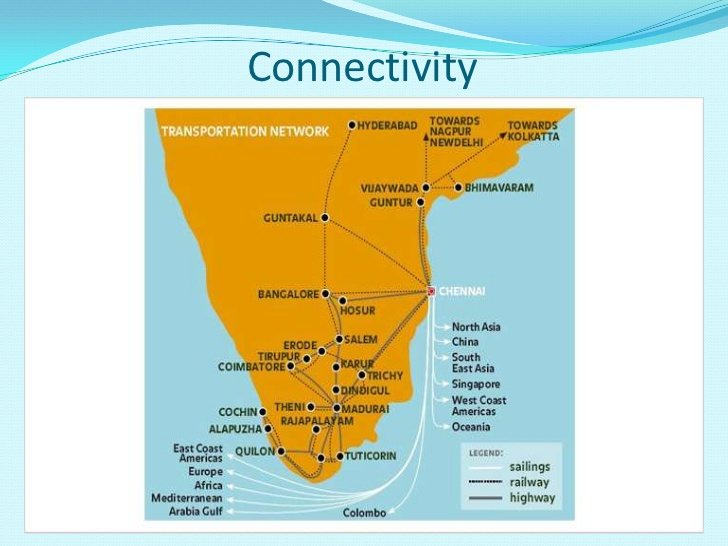 Connectivity
TRANSPORTATION NETWORK
HYDERABAD
TOWARDS
NAGPUR
NEWDELHI
TOWARDS
KOLKATTA
VIJAYWADA
BHIMAVARAM
GUNTUR
GUNTAKAL
BANGALORE
CHENNAI
HOSUR
SALEM
ERODE
TIRUPUR
COIMBATORE
KARUR
TRICHY
DINDIGUL
THENI
MADURAI
RAJAPALAYAM
COCHIN
ALAPUZHA
QUILON
TUTICORIN
North Asia
China
South
East Asia
Singapore
West Coast
Americas
Oceania
East Coast
Americas
Europe
Africa
Mediterranean
Arabia Gulf
Colombo
LEGEND:
sailings
railway
highway